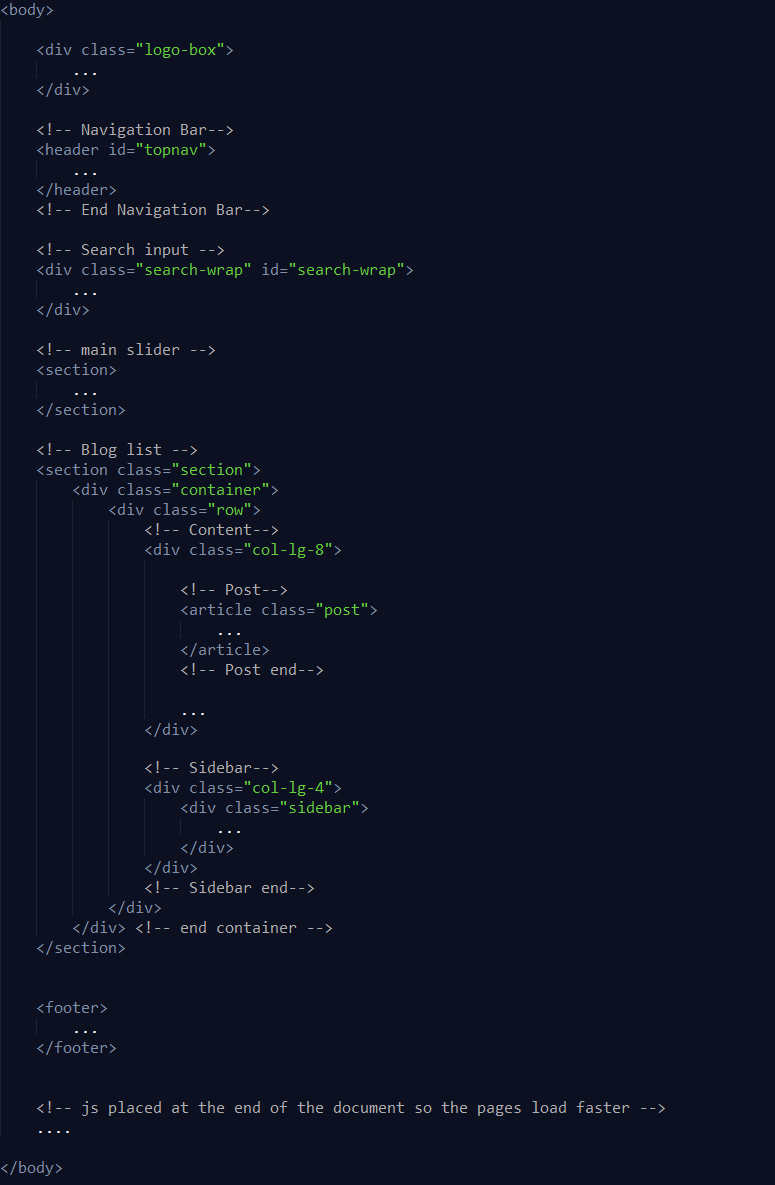 <body>
<div class="logo-box">
...
</div>
<!-- Navigation Bar-->
<header id="topnav">
...
</header>
<!-- End Navigation Bar-->
<!-- Search input -->
<div class="search-wrap" id="search-wrap">
...
</div>
<!-- main slider -->
<section>
...
</section>
<!-- Blog list -->
<section class="section">
<div class="container">
<div class="row">
<!-- Content-->
<div class="col-lg-8">
<!-- Post-->
<article class="post">
...
</article>
<!-- Post end-->
...
</div>
<!-- Sidebar-->
<div class="col-lg-4">
<div class="sidebar">
...
</div>
</div>
<!-- Sidebar end-->
</div>
</div> <!-- end container -->
</section>
<footer>
...
</footer>
<!-- js placed at the end of the document so the pages load faster -->
....
</body>